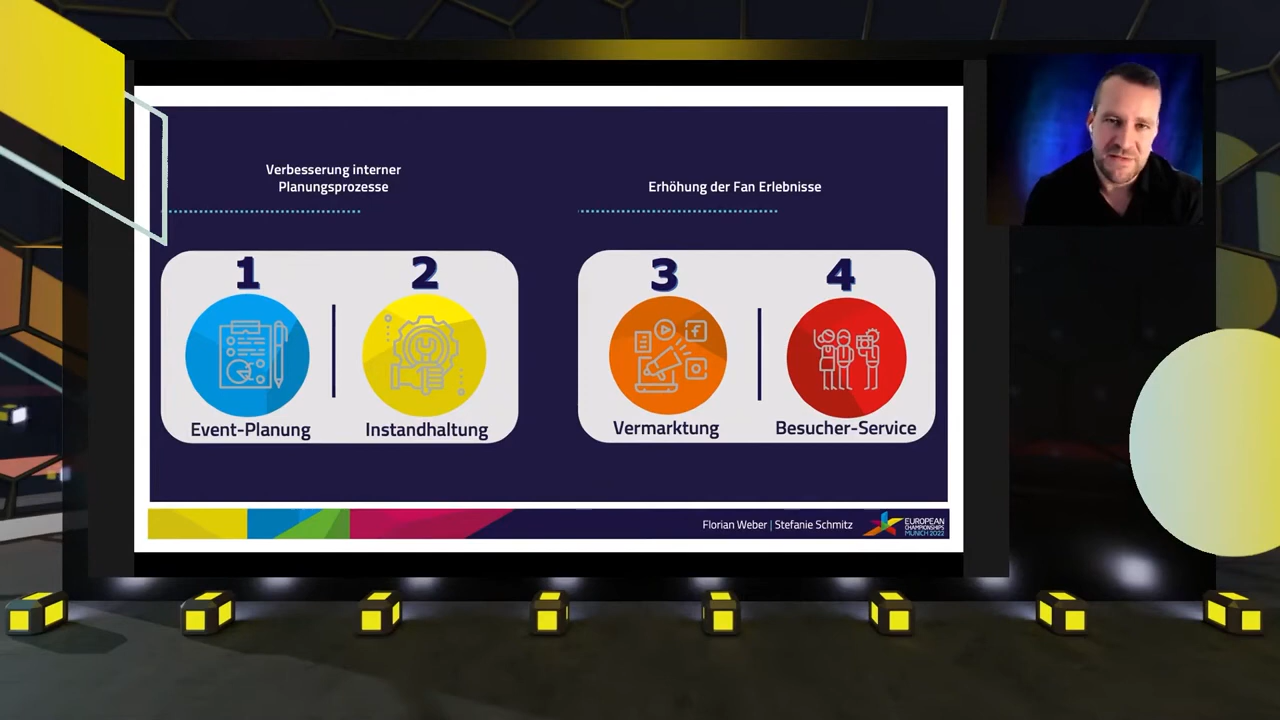 Verbesserung interner
Planungsprozesse
Erhöhung der Fan Erlebnisse
1
2
3
4
Event-Planung
Instandhaltung
Vermarktung
Besucher-Service
Florian Weber | Stefanie Schmitz
EUROPEAN
CHAMPIONSHIPS
MUNICH 2022